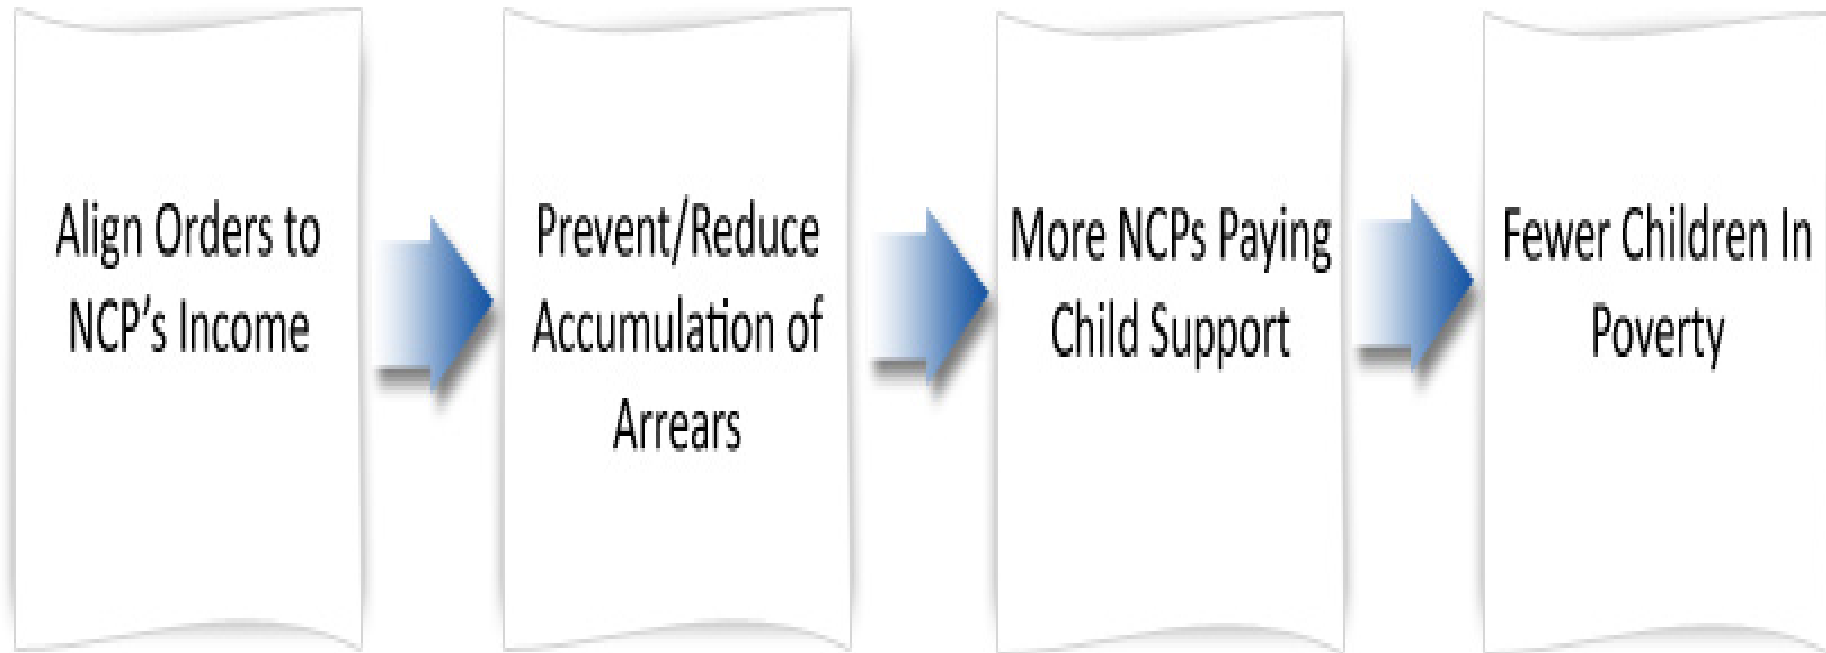 Align Orders to
NCP's Income
Prevent/Reduce
Accumulation of
Arrears
More NCPs Paying
Child Support
Fewer Children In
Poverty